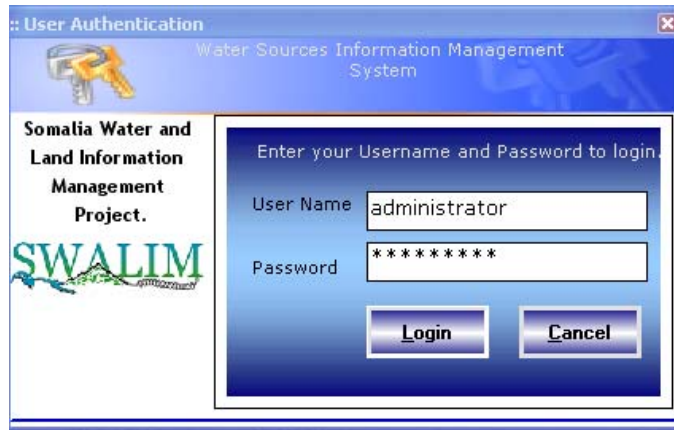 :: User Authentication
Water Sources Information Management
System
Somalia Water and
Land Information
Management
Project.
SWALIM
Enter your Username and Password to login.
User Name
administrator
Password
*********
Login
Cancel